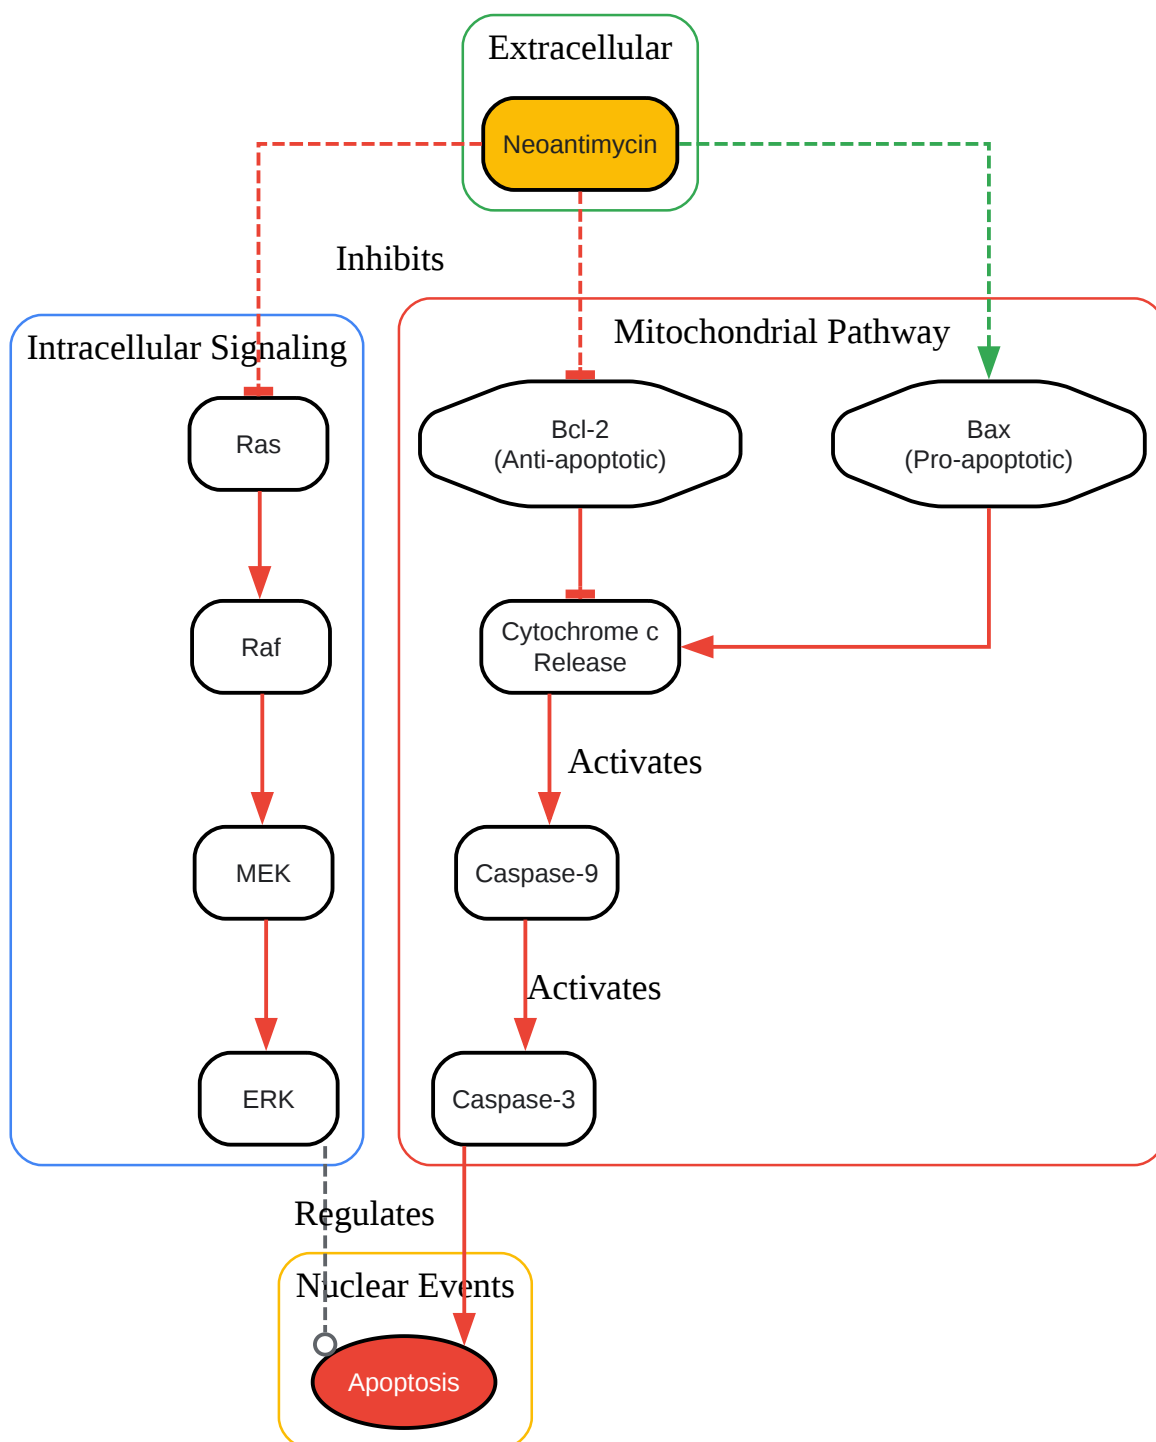 Extracellular
Neoantimycin
Inhibits
Intracellular Signaling
Mitochondrial Pathway
Ras
Bcl-2
(Anti-apoptotic)
Bax
(Pro-apoptotic)
Raf
Cytochrome c
Release
Activates
MEK
Caspase-9
Activates
ERK
Caspase-3
Regulates
Nuclear Events
Apoptosis